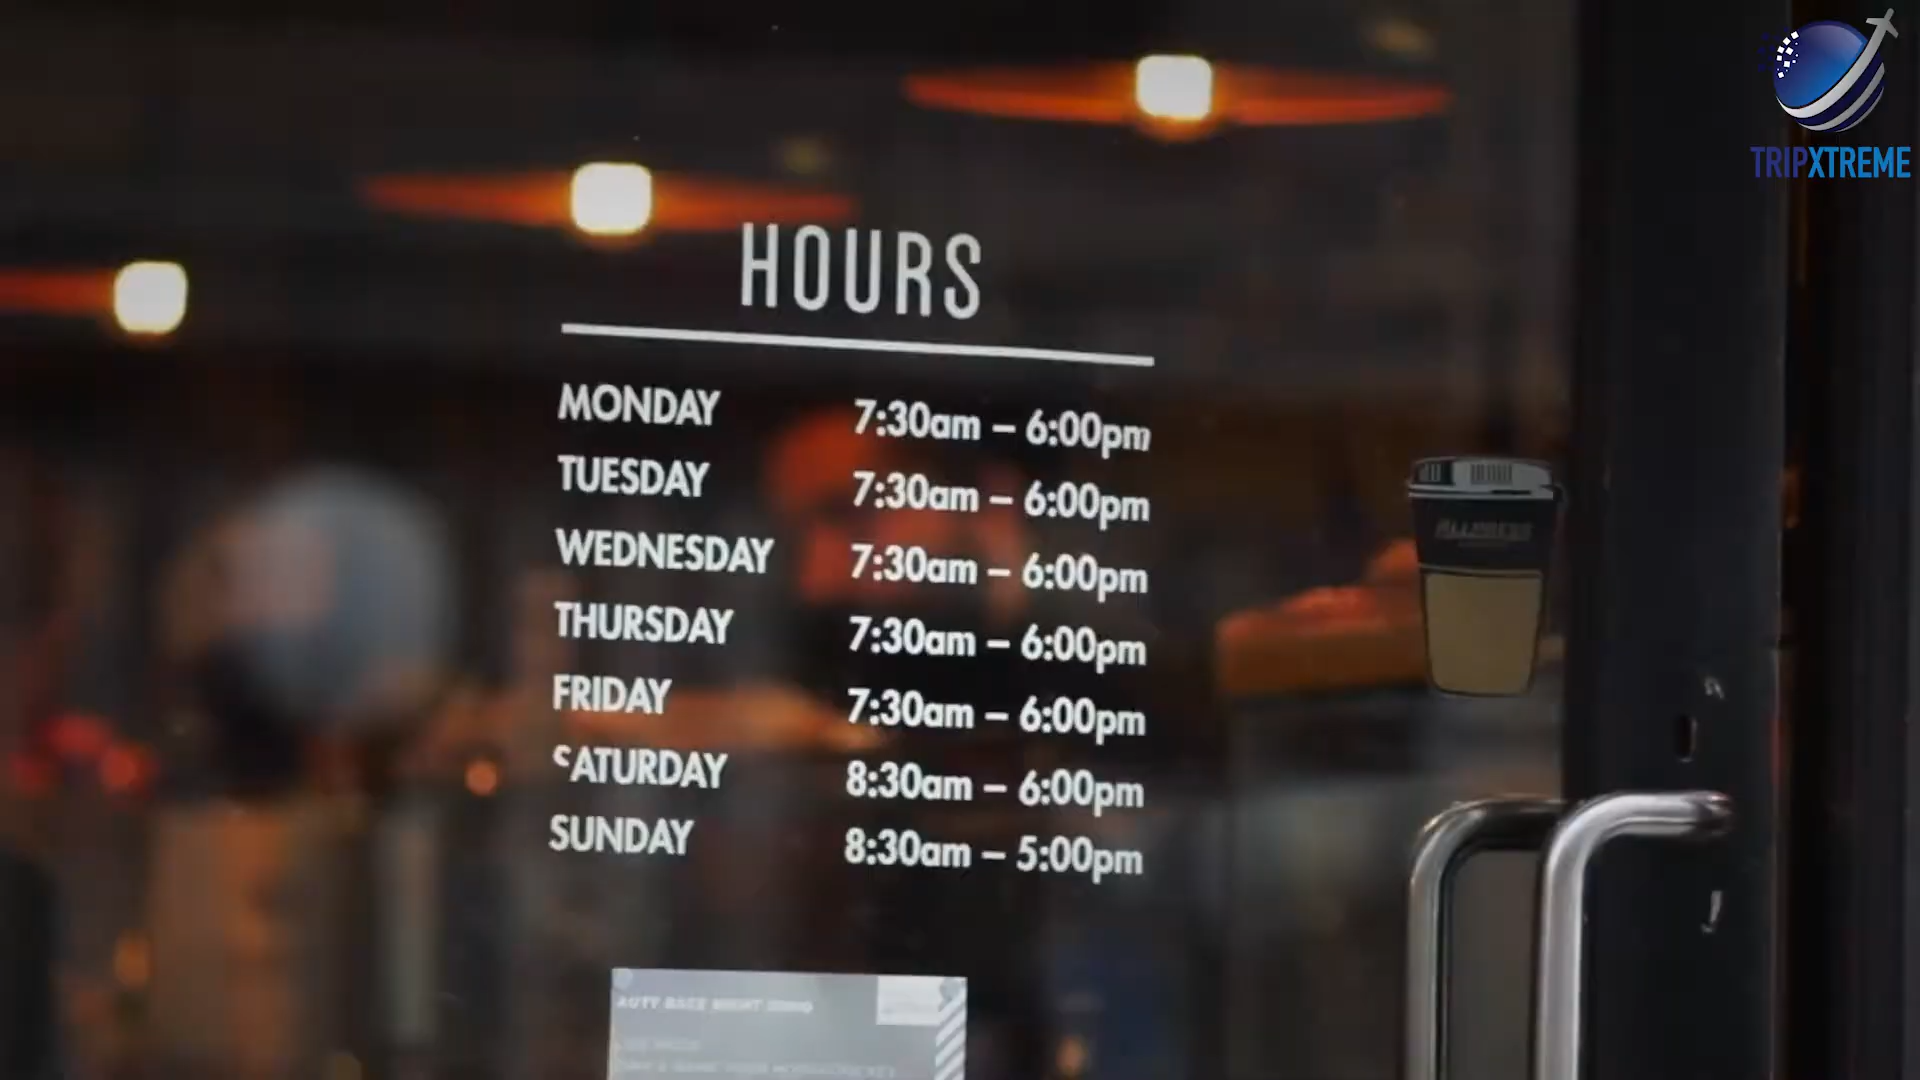 TRIPXTREME
HOURS
MONDAY 7:30am – 6:00pm
TUESDAY 7:30am – 6:00pm
WEDNESDAY 7:30am – 6:00pm
THURSDAY 7:30am – 6:00pm
FRIDAY 7:30am – 6:00pm
SATURDAY 8:30am – 6:00pm
SUNDAY 8:30am – 5:00pm
ALLPRESS